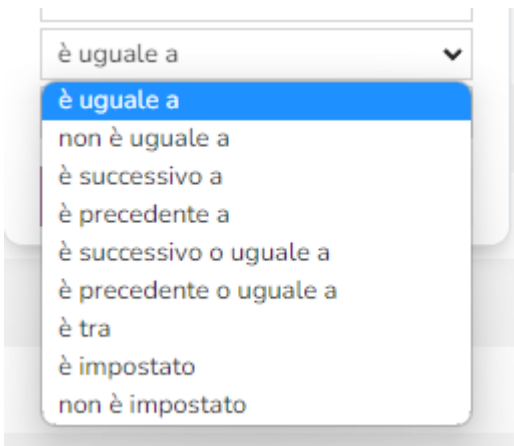 è uguale a
è uguale a
non è uguale a
è successivo a
è precedente a
è successivo o uguale a
è precedente o uguale a
è tra
è impostato
non è impostato